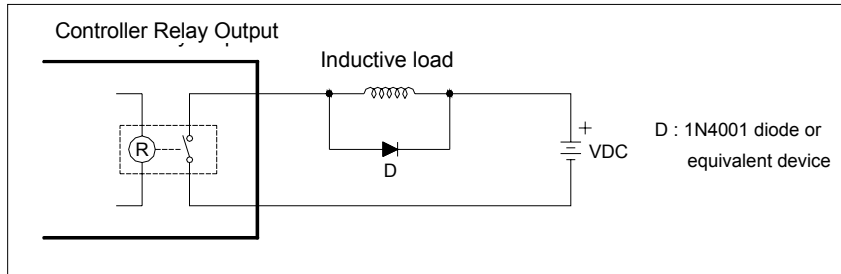 Controller Relay Output
Inductive load
R
D
+
VDC
D : 1N4001 diode or
equivalent device